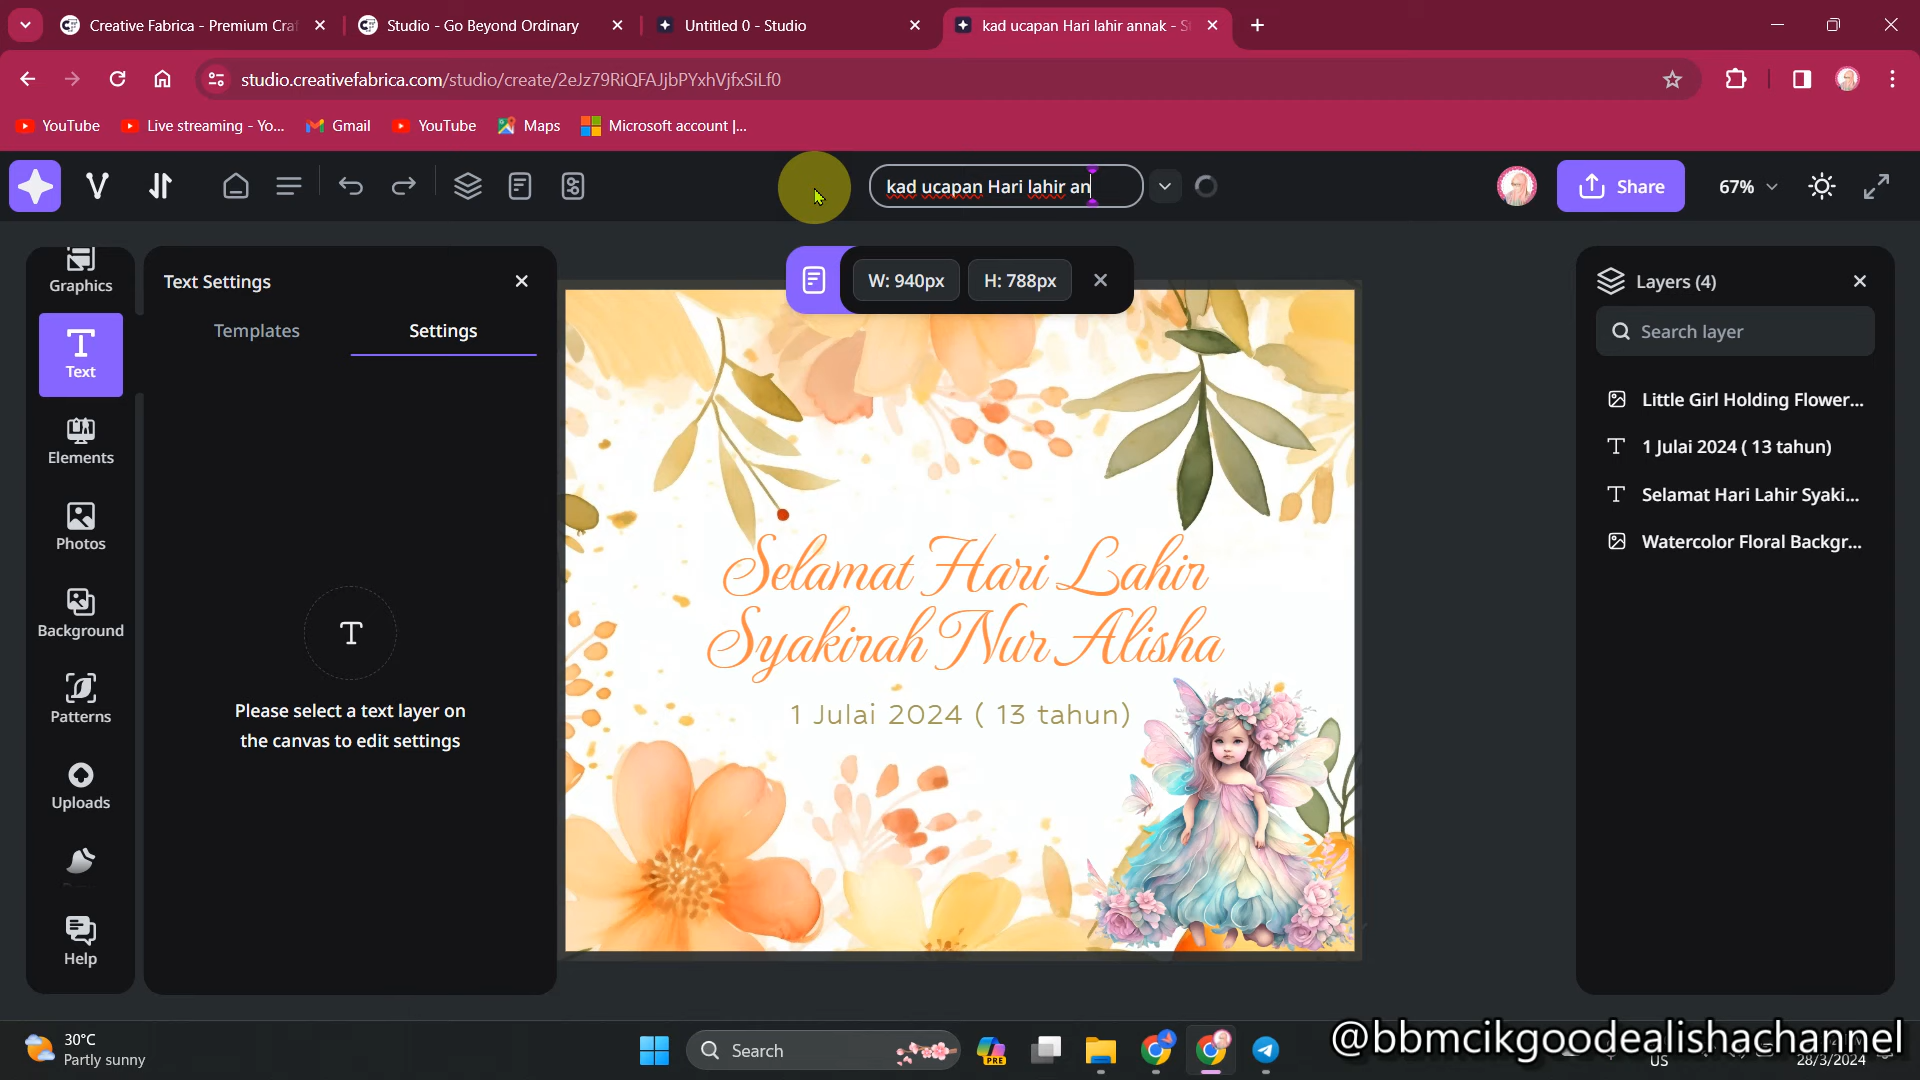 Creative Fabrica - Premium Cra
Studio - Go Beyond Ordinary
Untitled 0 - Studio
kad ucapan Hari lahir annak - S
studio.creativefabrica.com/studio/create/2eJz79RiQFAJjbPYxhVjfxSiLf0
YouTube
Live streaming - Yo...
Gmail
YouTube
Maps
Microsoft account |...
kad ucapan Hari lahir an
Share
67%
Graphics
Text
Elements
Photos
Background
Patterns
Uploads
Help
Text Settings
Templates
Settings
Please select a text layer on
the canvas to edit settings
W: 940px
H: 788px
Selamat Hari Lahir
Syakirah Nur Alisha
1 Julai 2024 ( 13 tahun)
Layers (4)
Search layer
Little Girl Holding Flower...
1 Julai 2024 ( 13 tahun)
Selamat Hari Lahir Syaki...
Watercolor Floral Backgr...
30°C
Partly sunny
Search
PRE
@bbmcikgoodealishachannel
US
28/3/2024